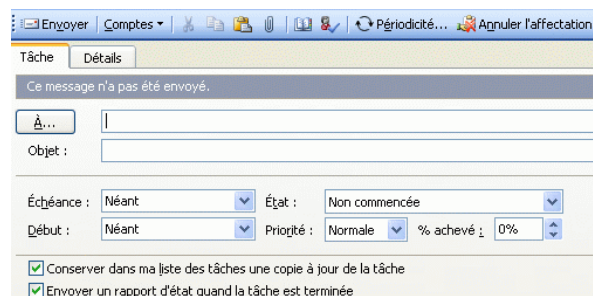 Envoyer Comptes Périodicité... Annuler l'affectation
Tâche Détails
Ce message n'a pas été envoyé.
À...
Objet :
Échéance : Néant État : Non commencée
Début : Néant Priorité : Normale % achevé : 0%
Conserver dans ma liste des tâches une copie à jour de la tâche
Envoyer un rapport d'état quand la tâche est terminée